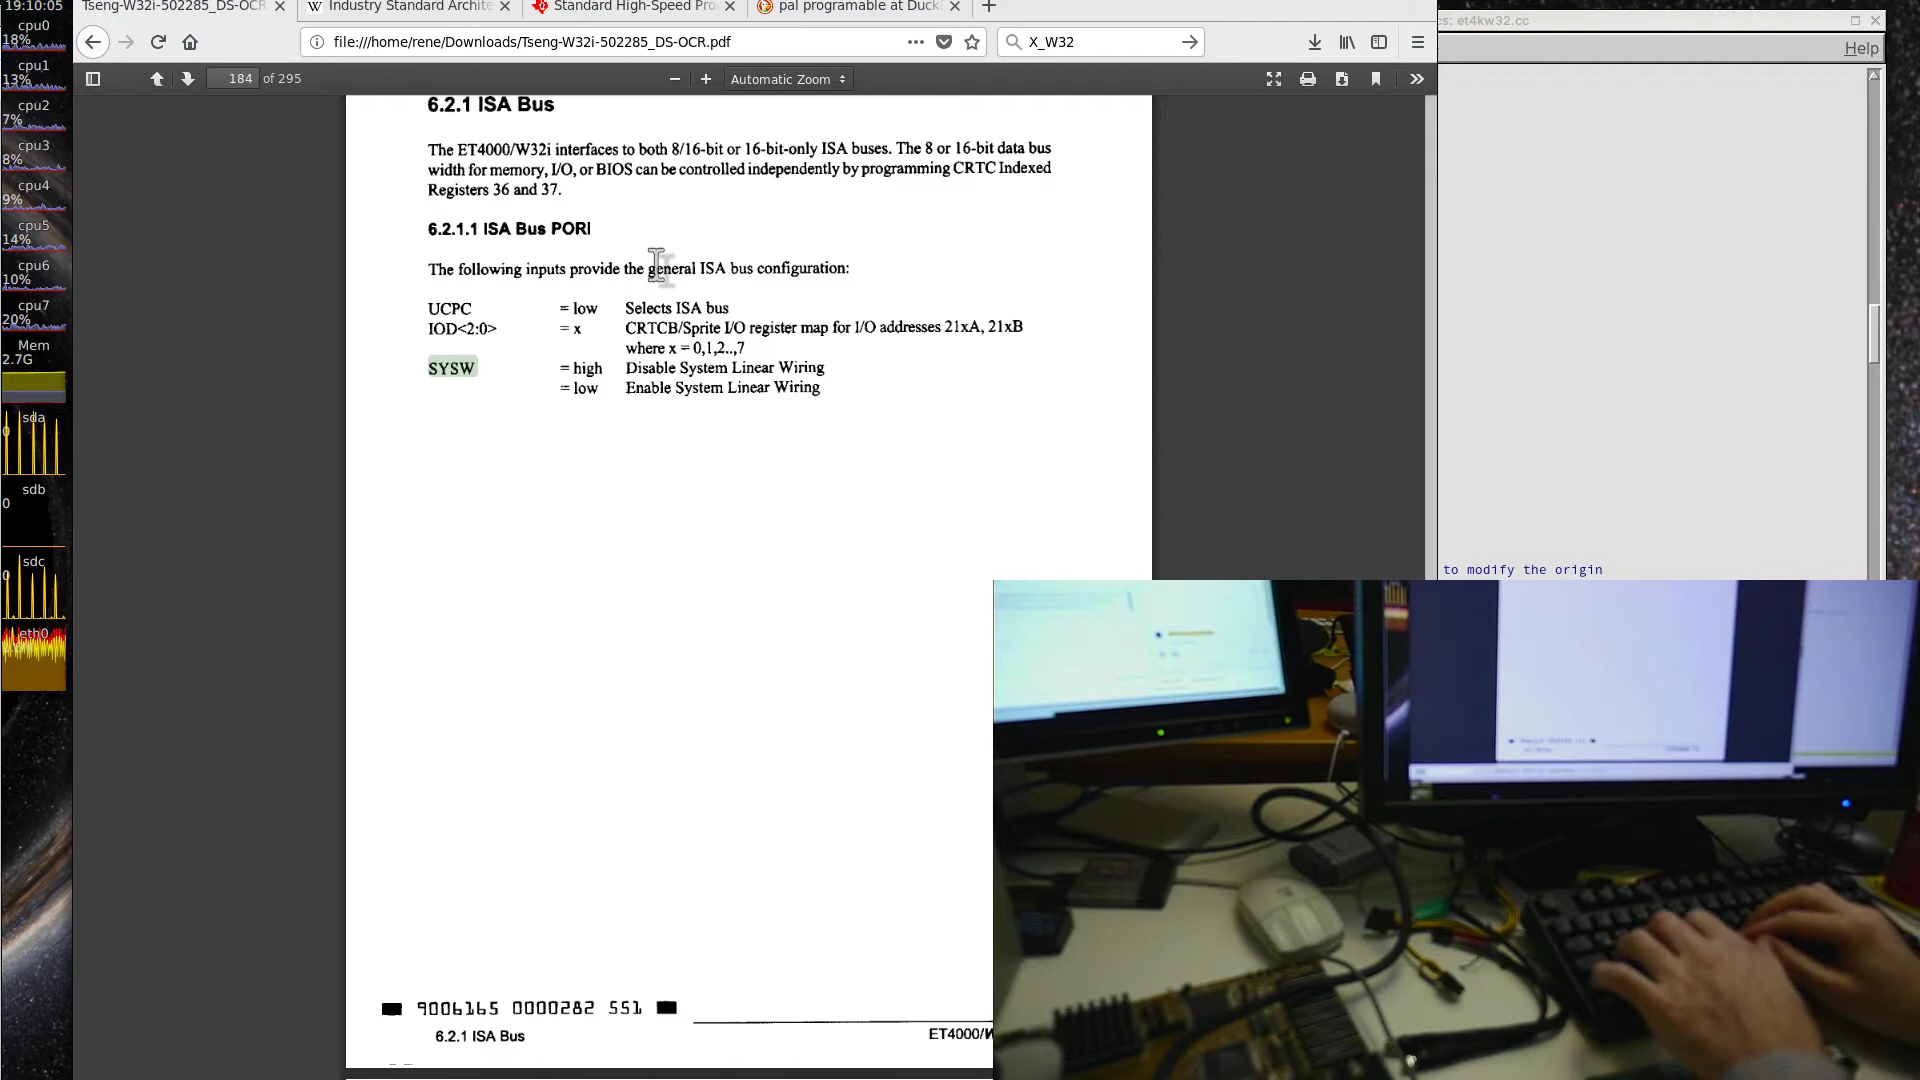 19:10:05
Tseng-W32i-502285_DS-OCR
Industry Standard Archite
Standard High-Speed Pro
pal programable at Duck
et4kw32.cc
file:///home/rene/Downloads/Tseng-W32i-502285_DS-OCR.pdf
X_W32
Help
184 of 295
Automatic Zoom
cpu0
18%
cpu1
13%
cpu2
7%
cpu3
8%
cpu4
9%
cpu5
14%
cpu6
10%
cpu7
20%
Mem
2.7G
sda
0
sdb
0
sdc
0
eth0
6.2.1 ISA Bus
The ET4000/W32i interfaces to both 8/16-bit or 16-bit-only ISA buses. The 8 or 16-bit data bus
width for memory, I/O, or BIOS can be controlled independently by programming CRTC Indexed
Registers 36 and 37.
6.2.1.1 ISA Bus PORI
The following inputs provide the general ISA bus configuration:
UCPC = low Selects ISA bus
IOD<2:0> = x CRTCB/Sprite I/O register map for I/O addresses 21xA, 21xB
where x = 0,1,2..,7
SYSW = high Disable System Linear Wiring
= low Enable System Linear Wiring
to modify the origin
9006165 0000282 551
6.2.1 ISA Bus
ET4000/W